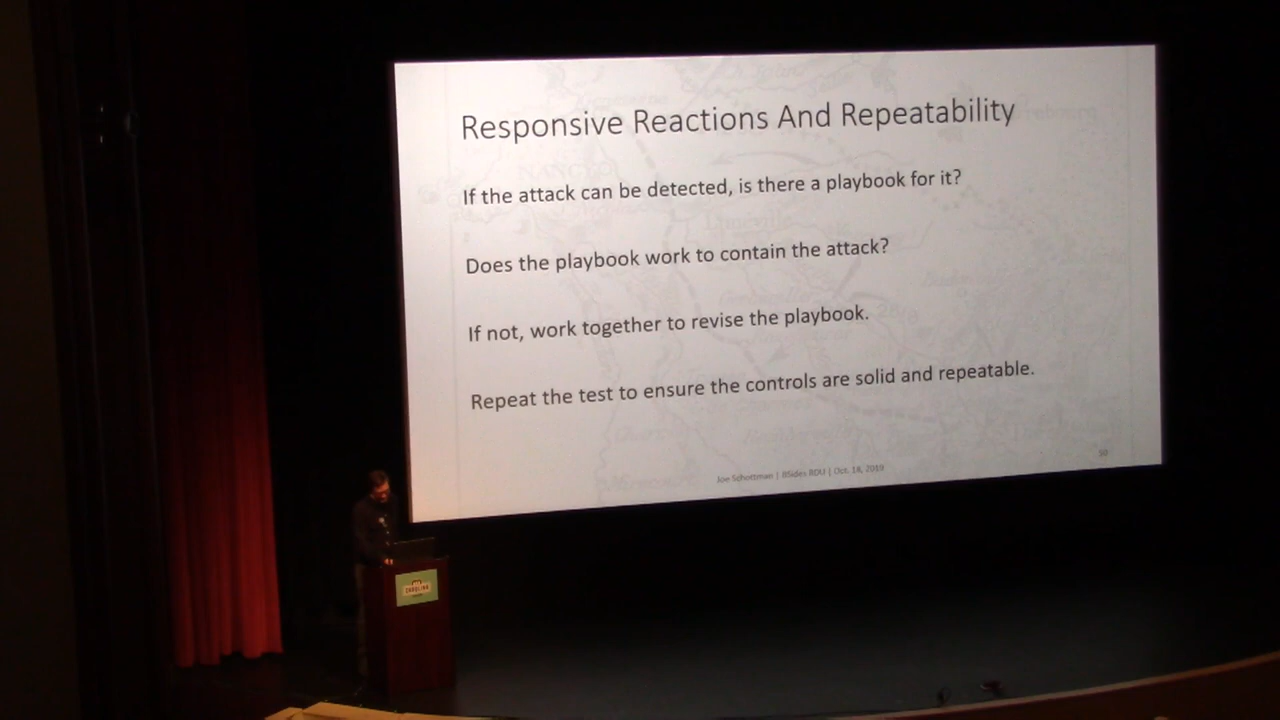 Responsive Reactions And Repeatability
If the attack can be detected, is there a playbook for it?
Does the playbook work to contain the attack?
If not, work together to revise the playbook.
Repeat the test to ensure the controls are solid and repeatable.
Joe Schottman | BSides RDU | Oct. 18, 2019
CAROLINA